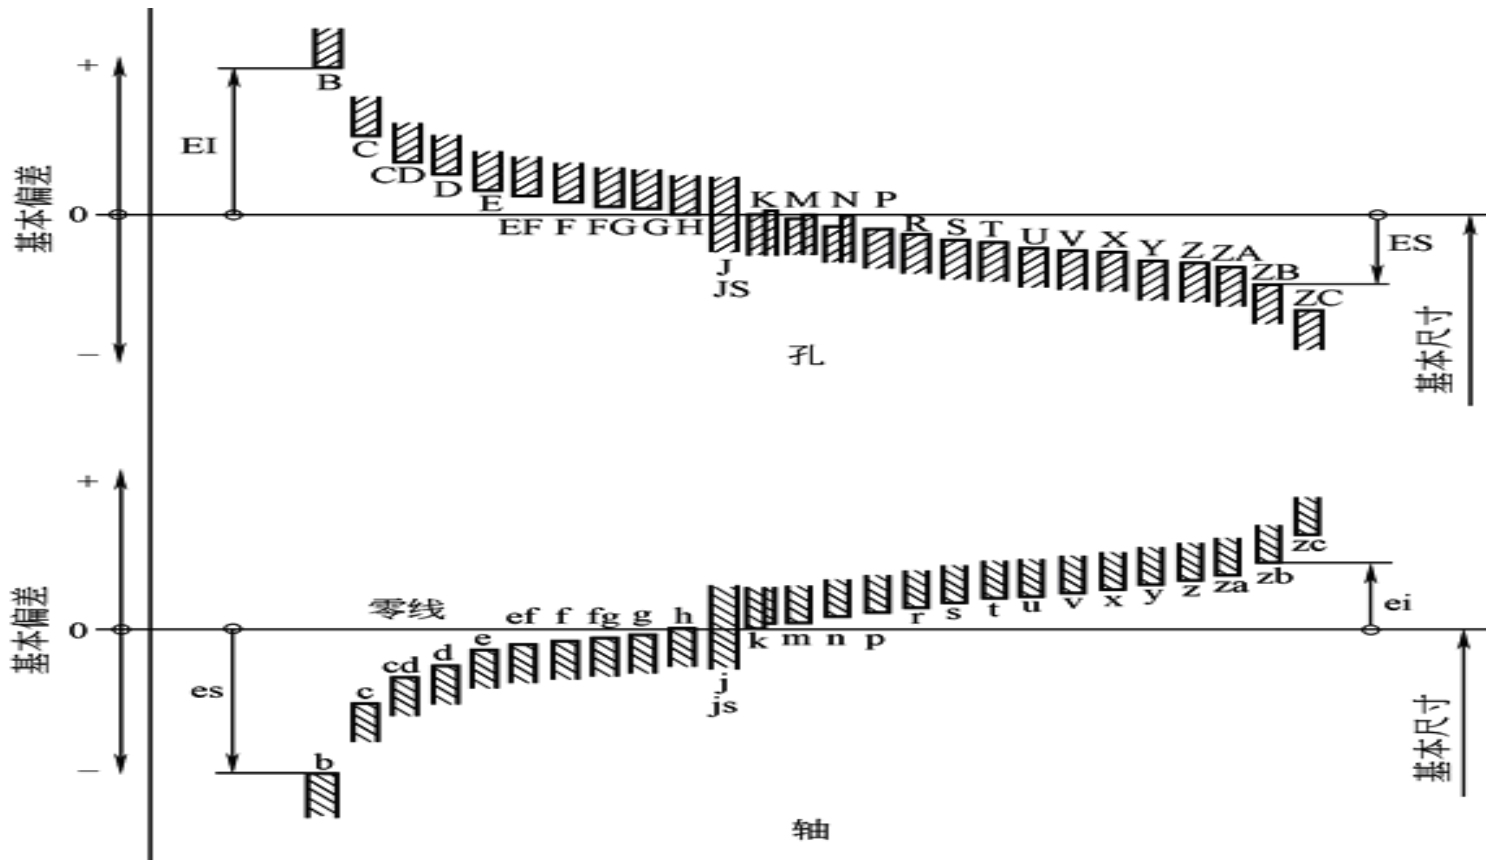 +
B
EI
C
CD
D
E
EF
F
FG
G
H
J
JS
K
M
N
P
R
S
T
U
V
X
Y
Z
ZA
ZB
ZC
ES
基本偏差
0
−
孔
基本尺寸
+
零线
基本偏差
0
es
b
c
cd
d
e
ef
f
fg
g
h
j
js
k
m
n
p
r
s
t
u
v
x
y
z
za
zb
zc
ei
−
轴
基本尺寸